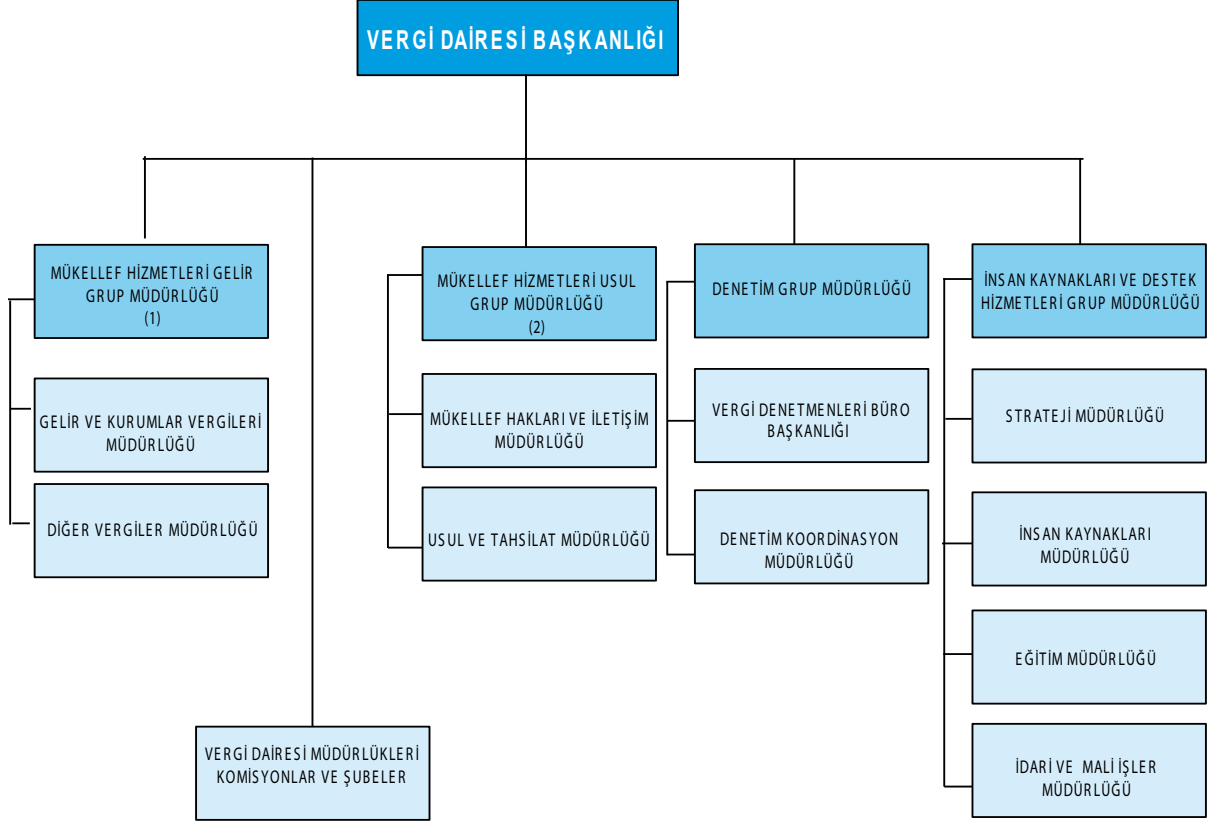 VERGİ DAİRESİ BAŞKANLIĞI
MÜKELLEF HİZMETLERİ GELİR
GRUP MÜDÜRLÜĞÜ
(1)
GELİR VE KURUMLAR VERGİLERİ
MÜDÜRLÜĞÜ
DİĞER VERGİLER MÜDÜRLÜĞÜ
VERGİ DAİRESİ MÜDÜRLÜKLERİ
KOMİSYONLAR VE ŞUBELER
MÜKELLEF HİZMETLERİ USUL
GRUP MÜDÜRLÜĞÜ
(2)
MÜKELLEF HAKLARI VE İLETİŞİM
MÜDÜRLÜĞÜ
USUL VE TAHSİLAT MÜDÜRLÜĞÜ
DENETİM GRUP MÜDÜRLÜĞÜ
VERGİ DENETMENLERİ BÜRO
BAŞKANLIĞI
DENETİM KOORDİNASYON
MÜDÜRLÜĞÜ
İNSAN KAYNAKLARI VE DESTEK
HİZMETLERİ GRUP MÜDÜRLÜĞÜ
STRATEJİ MÜDÜRLÜĞÜ
İNSAN KAYNAKLARI
MÜDÜRLÜĞÜ
EĞİTİM MÜDÜRLÜĞÜ
İDARİ VE MALİ İŞLER
MÜDÜRLÜĞÜ